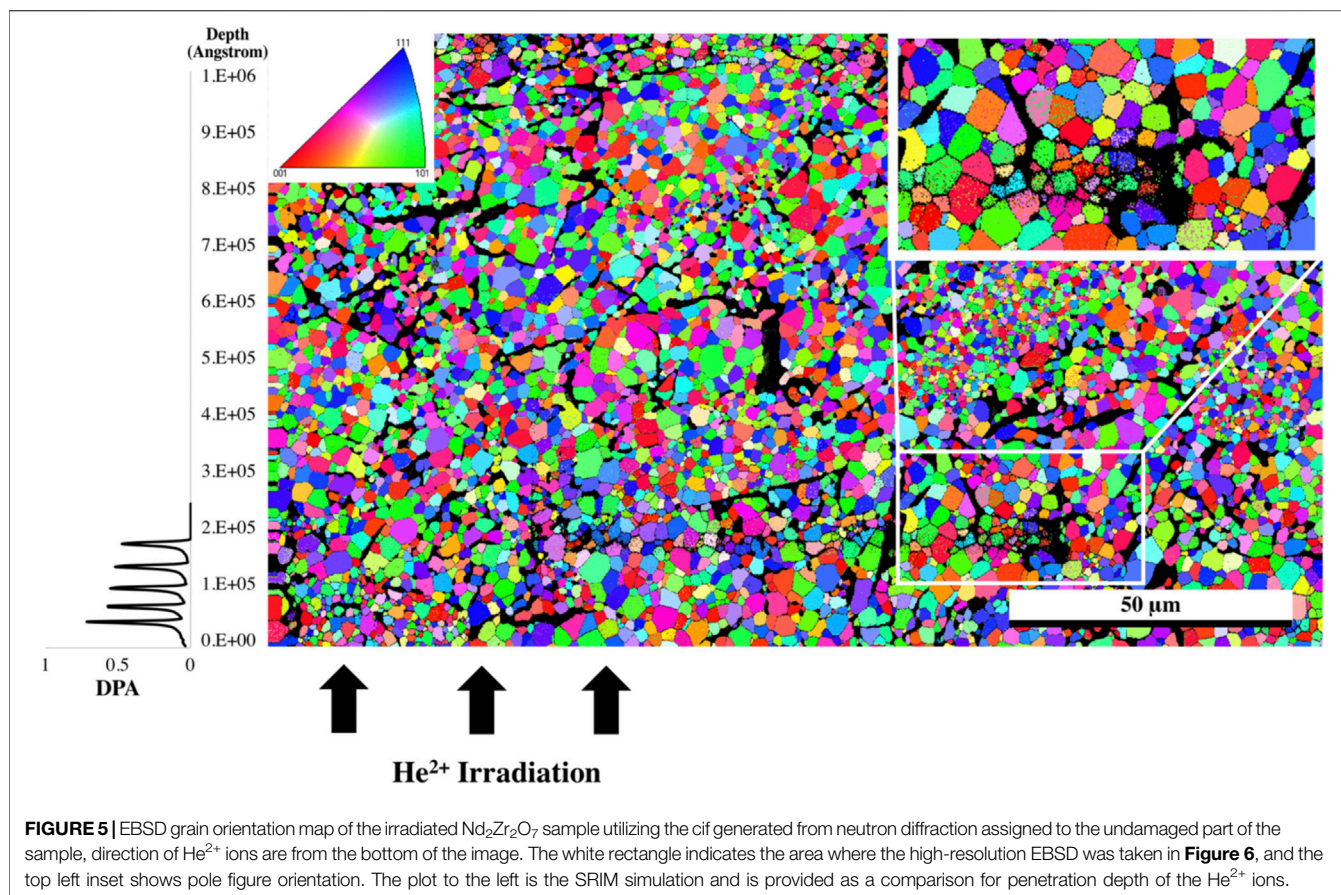 Depth
(Angstrom)
1.E+06
9.E+05
8.E+05
7.E+05
6.E+05
5.E+05
4.E+05
3.E+05
2.E+05
1.E+05
0.E+00
1 0.5 0
DPA
111
001 101
50 µm
He²⁺ Irradiation
FIGURE 5 | EBSD grain orientation map of the irradiated Nd₂Zr₂O₇ sample utilizing the cif generated from neutron diffraction assigned to the undamaged part of the
sample, direction of He²⁺ ions are from the bottom of the image. The white rectangle indicates the area where the high-resolution EBSD was taken in Figure 6, and the
top left inset shows pole figure orientation. The plot to the left is the SRIM simulation and is provided as a comparison for penetration depth of the He²⁺ ions.